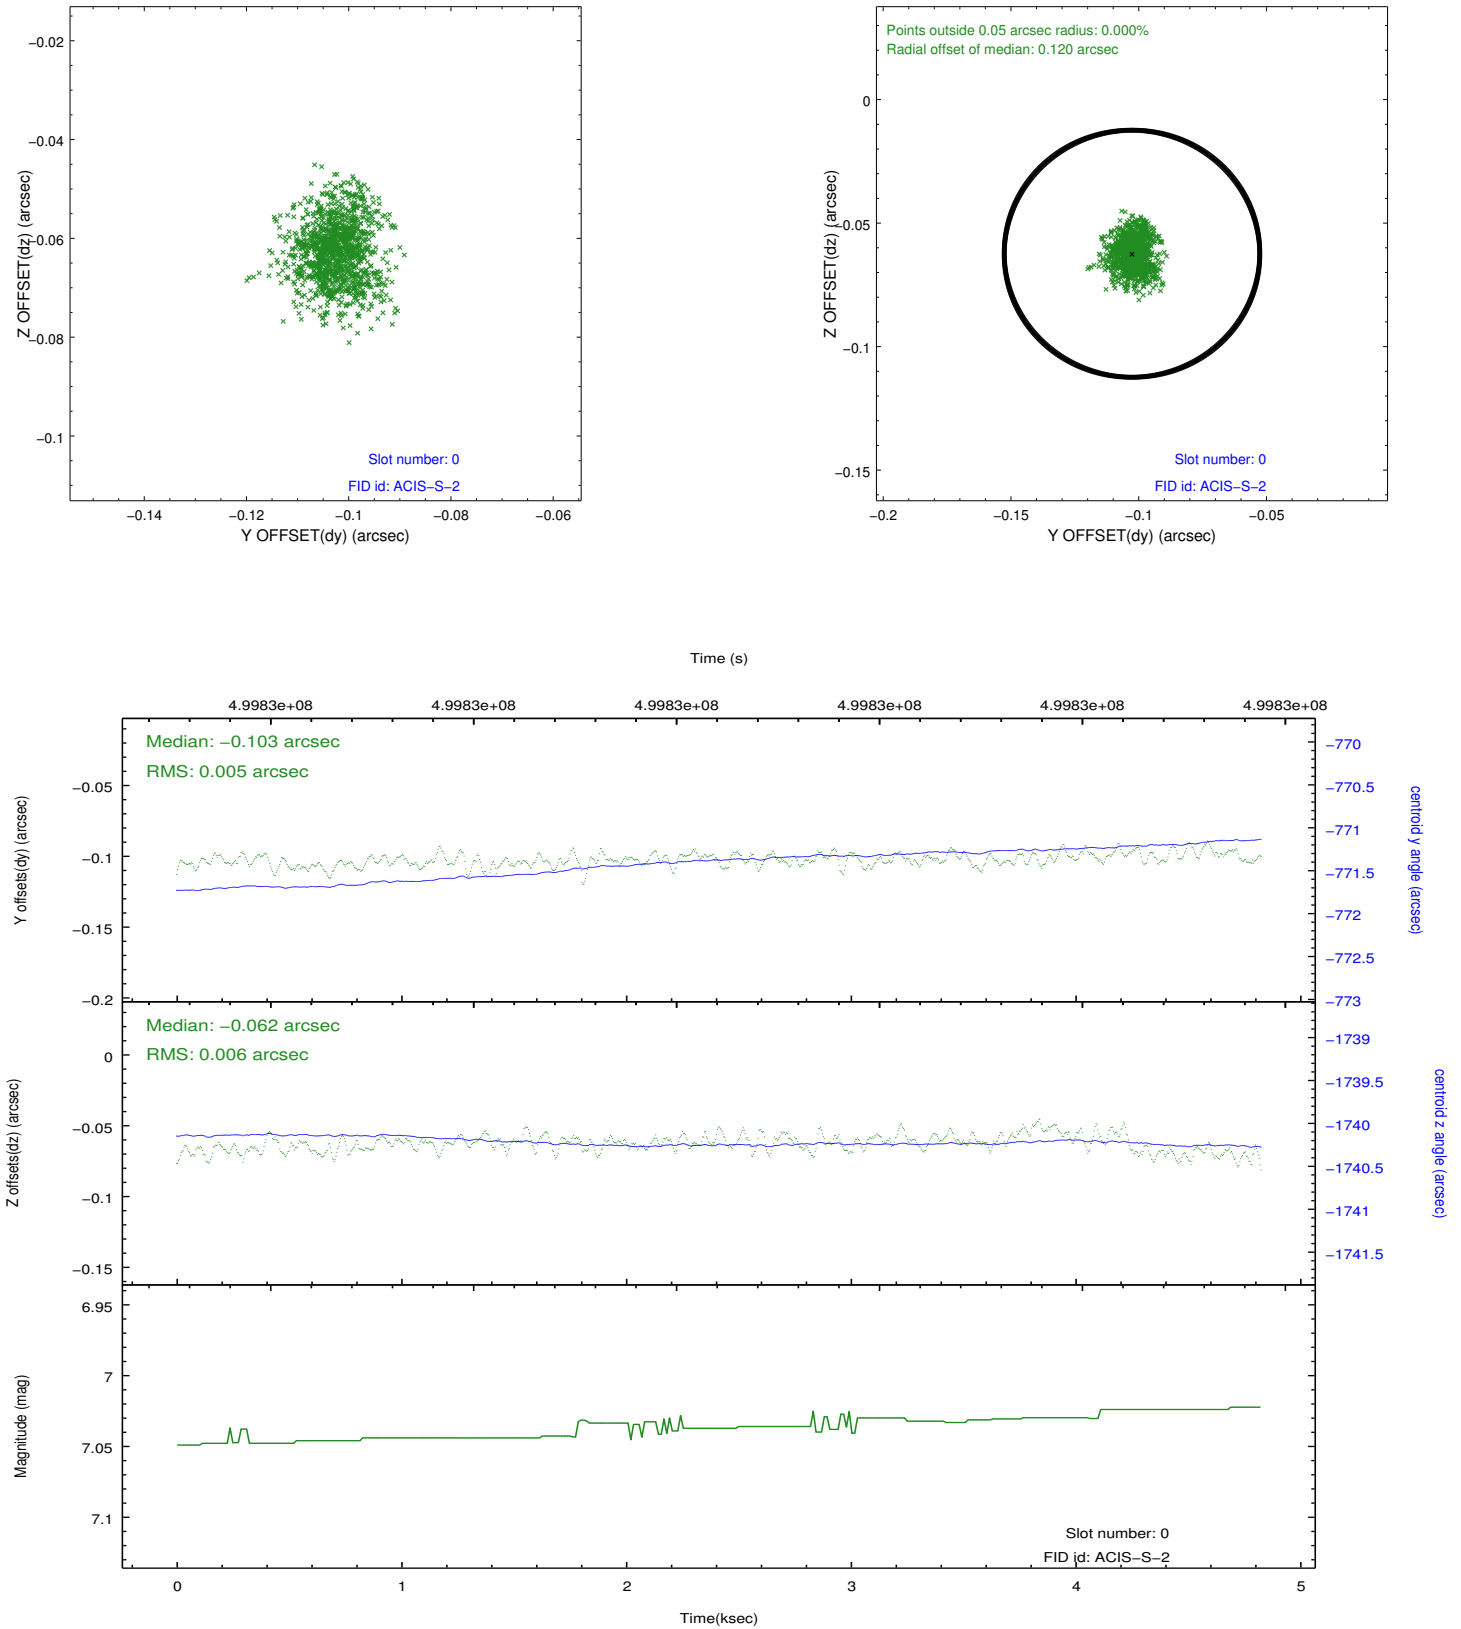 −0.02
−0.04
−0.06
−0.08
−0.1
Z OFFSET(dz) (arcsec)
Slot number: 0
FID id: ACIS−S−2
−0.14
−0.12
−0.1
−0.08
−0.06
Y OFFSET(dy) (arcsec)
Points outside 0.05 arcsec radius: 0.000%
Radial offset of median: 0.120 arcsec
0
−0.05
−0.1
−0.15
Z OFFSET(dz) (arcsec)
Slot number: 0
FID id: ACIS−S−2
−0.2
−0.15
−0.1
−0.05
Y OFFSET(dy) (arcsec)
Time (s)
4.9983e+08
4.9983e+08
4.9983e+08
4.9983e+08
4.9983e+08
4.9983e+08
Median: −0.103 arcsec
RMS: 0.005 arcsec
−0.05
−0.1
−0.15
−0.2
Y offsets(dy) (arcsec)
−770
−770.5
−771
−771.5
−772
−772.5
−773
centroid y angle (arcsec)
Median: −0.062 arcsec
RMS: 0.006 arcsec
0
−0.05
−0.1
−0.15
Z offsets(dz) (arcsec)
−1739
−1739.5
−1740
−1740.5
−1741
−1741.5
centroid z angle (arcsec)
6.95
7
7.05
7.1
Magnitude (mag)
Slot number: 0
FID id: ACIS−S−2
0
1
2
3
4
5
Time(ksec)